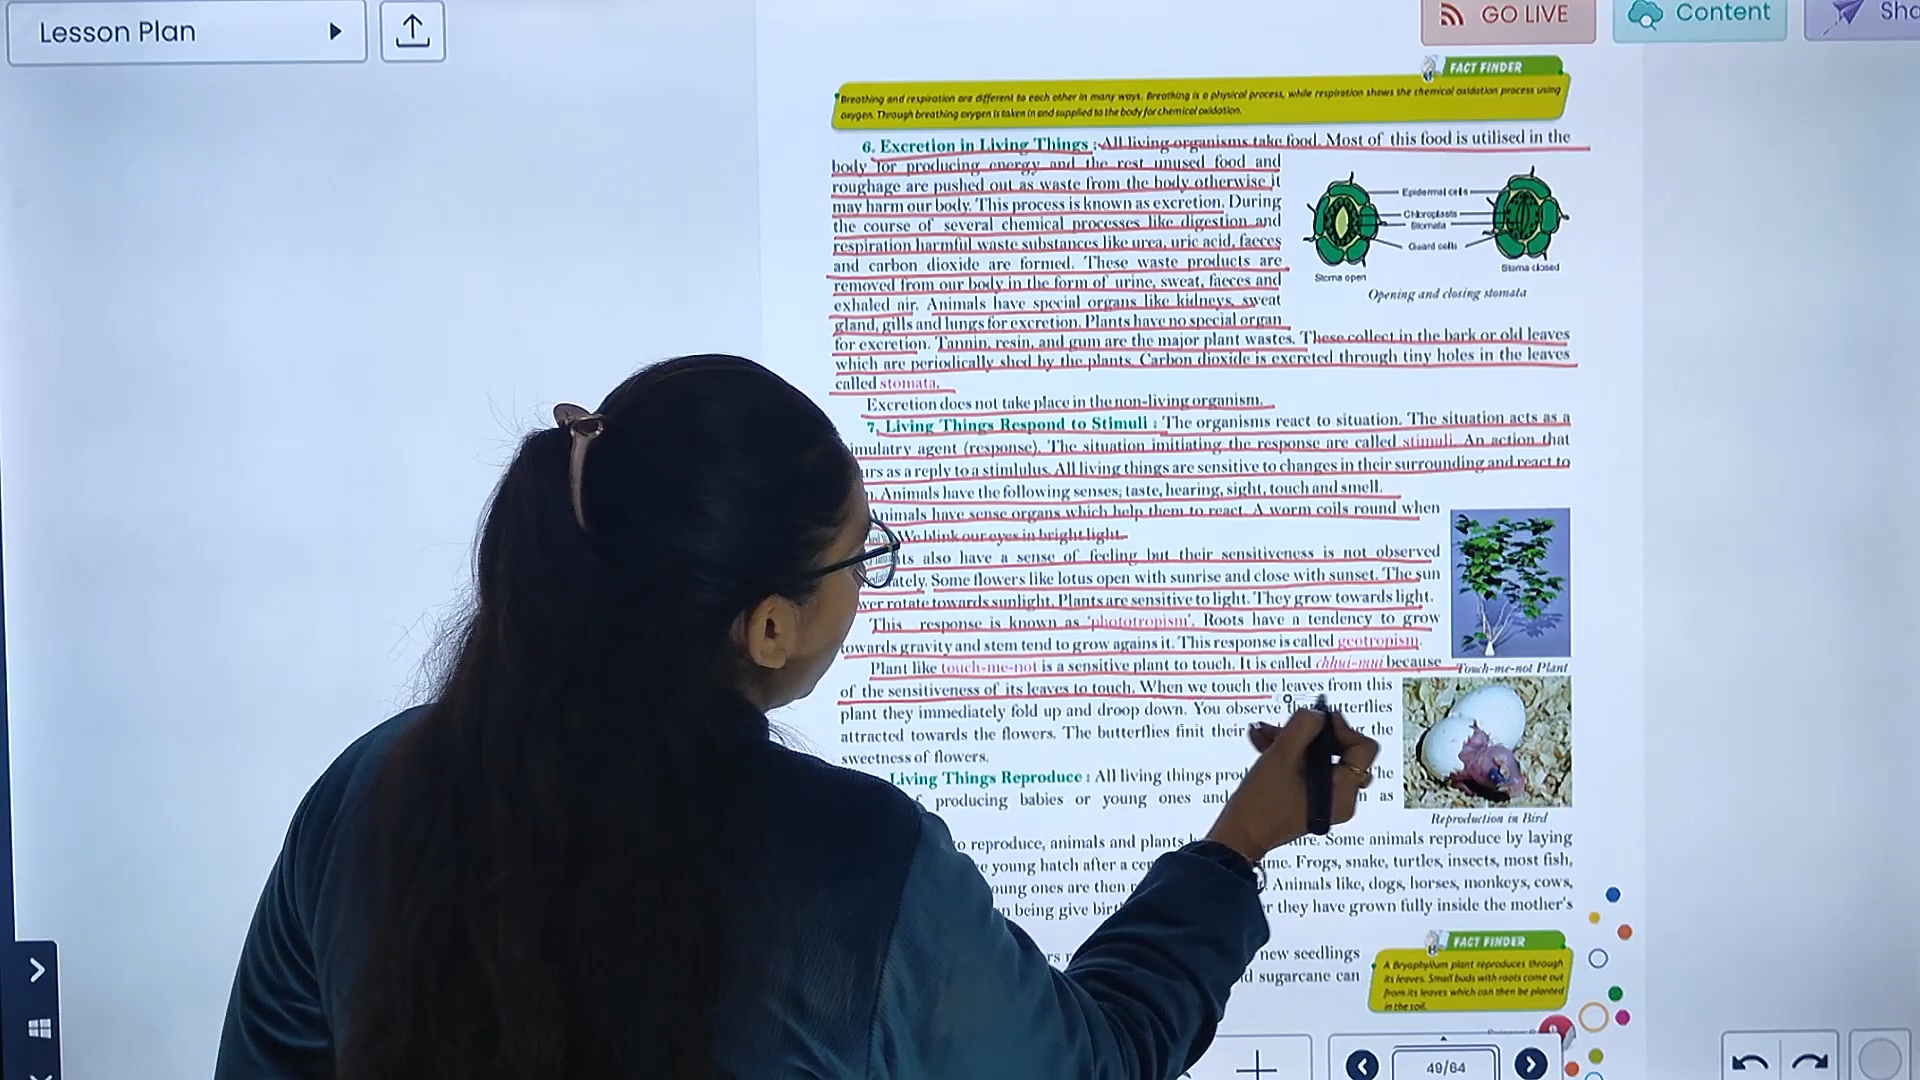 Lesson Plan
GO LIVE
Content
FACT FINDER
Breathing and respiration are different to each other in many ways. Breathing is a physical process, while respiration shows the chemical oxidation process using
oxygen. Through breathing oxygen is taken in and supplied to the body for chemical oxidation.
6. Excretion in Living Things : All living organisms take food. Most of this food is utilised in the
body for producing energy and the rest unused food and
roughage are pushed out as waste from the body otherwise it
may harm our body. This process is known as excretion. During
the course of several chemical processes like digestion and
respiration harmful waste substances like urea, uric acid, faeces
and carbon dioxide are formed. These waste products are
removed from our body in the form of urine, sweat, faeces and
exhaled air. Animals have special organs like kidneys, sweat
gland, gills and lungs for excretion. Plants have no special organ
for excretion. Tannin, resin, and gum are the major plant wastes. These collect in the bark or old leaves
which are periodically shed by the plants. Carbon dioxide is excreted through tiny holes in the leaves
called stomata.
Epidermal cells
Chloroplasts
Stomata
Guard cells
Stoma open
Stoma closed
Opening and closing stomata
Excretion does not take place in the non-living organism.
7. Living Things Respond to Stimuli : The organisms react to situation. The situation acts as a
imulatry agent (response). The situation imitiating the response are called stimuli. An action that
urs as a reply to a stimlulus. All living things are sensitive to changes in their surrounding and react to
Animals have the following senses; taste, hearing, sight, touch and smell.
Animals have sense organs which help them to react. A worm coils round when
We blink our eyes in bright light.
ts also have a sense of feeling but their sensitiveness is not observed
ately. Some flowers like lotus open with sunrise and close with sunset. The sun
wer rotate towards sunlight. Plants are sensitive to light. They grow towards light.
This response is known as 'phototropism'. Roots have a tendency to grow
towards gravity and stem tend to grow agains it. This response is called geotropism.
Plant like touch-me-not is a sensitive plant to touch. It is called chhui-mui because
of the sensitiveness of its leaves to touch. When we touch the leaves from this
plant they immediately fold up and droop down. You observe that butterflies
attracted towards the flowers. The butterflies finit their the
sweetness of flowers.
Touch-me-not Plant
Living Things Reproduce : All living things The
producing babies or young ones and as
Reproduction in Bird
o reproduce, animals and plants Some animals reproduce by laying
young hatch after a Frogs, snake, turtles, insects, most fish,
oung ones are then Animals like, dogs, horses, monkeys, cows,
being give they have grown fully inside the mother's
new seedlings
sugarcane can
FACT FINDER
A Bryophyllum plant reproduces through
its leaves. Small buds with roots come out
from its leaves which can then be planted
in the soil.
49/64